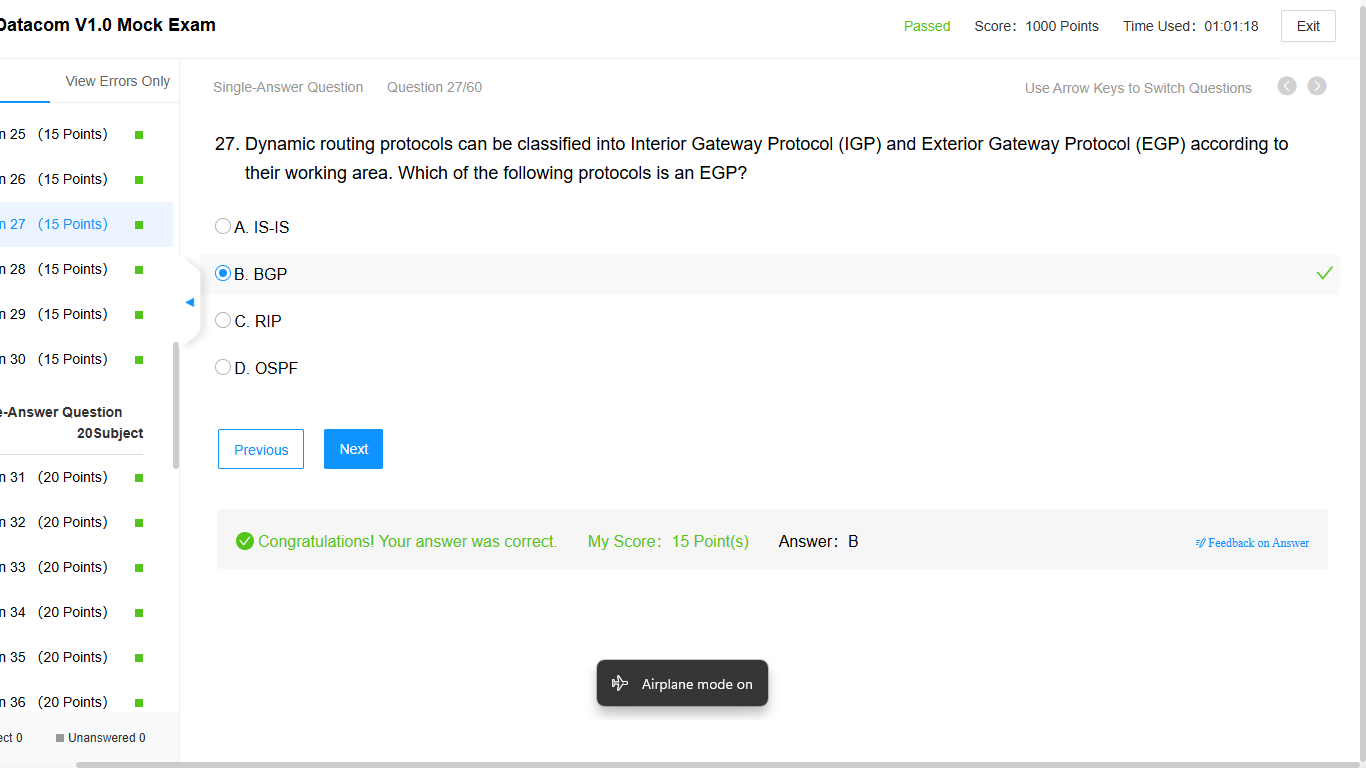 Datacom V1.0 Mock Exam
Passed Score: 1000 Points Time Used: 01:01:18 Exit
View Errors Only
Single-Answer Question Question 27/60
Use Arrow Keys to Switch Questions
n 25 (15 Points)
n 26 (15 Points)
n 27 (15 Points)
n 28 (15 Points)
n 29 (15 Points)
n 30 (15 Points)
e-Answer Question
20Subject
n 31 (20 Points)
n 32 (20 Points)
n 33 (20 Points)
n 34 (20 Points)
n 35 (20 Points)
n 36 (20 Points)
ect 0 Unanswered 0
27. Dynamic routing protocols can be classified into Interior Gateway Protocol (IGP) and Exterior Gateway Protocol (EGP) according to
their working area. Which of the following protocols is an EGP?
A. IS-IS
B. BGP
C. RIP
D. OSPF
Previous Next
Congratulations! Your answer was correct. My Score: 15 Point(s) Answer: B
Feedback on Answer
Airplane mode on